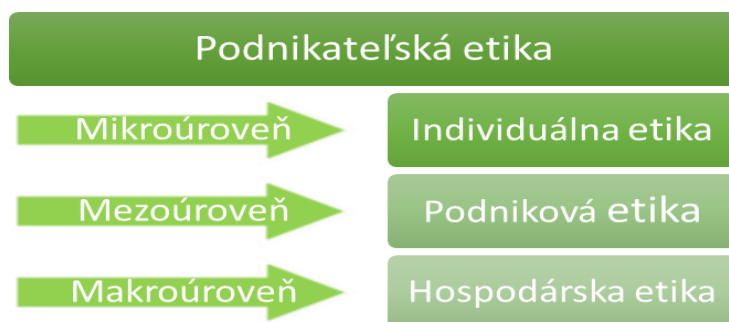 Podnikateľská etika
Mikroúroveň
Individuálna etika
Mezoúroveň
Podniková etika
Makroúroveň
Hospodárska etika